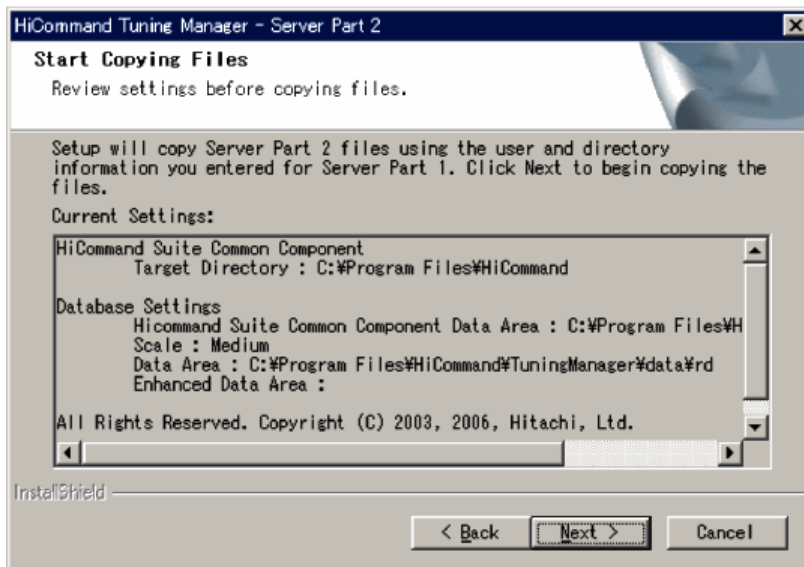 HiCommand Tuning Manager - Server Part 2
Start Copying Files
Review settings before copying files.
Setup will copy Server Part 2 files using the user and directory
information you entered for Server Part 1. Click Next to begin copying the
files.
Current Settings:
HiCommand Suite Common Component
Target Directory : C:¥Program Files¥HiCommand
Database Settings
Hicommand Suite Common Component Data Area : C:¥Program Files¥H
Scale : Medium
Data Area : C:¥Program Files¥HiCommand¥TuningManager¥data¥rd
Enhanced Data Area :
All Rights Reserved. Copyright (C) 2003, 2006, Hitachi, Ltd.
InstallShield
< Back Next > Cancel